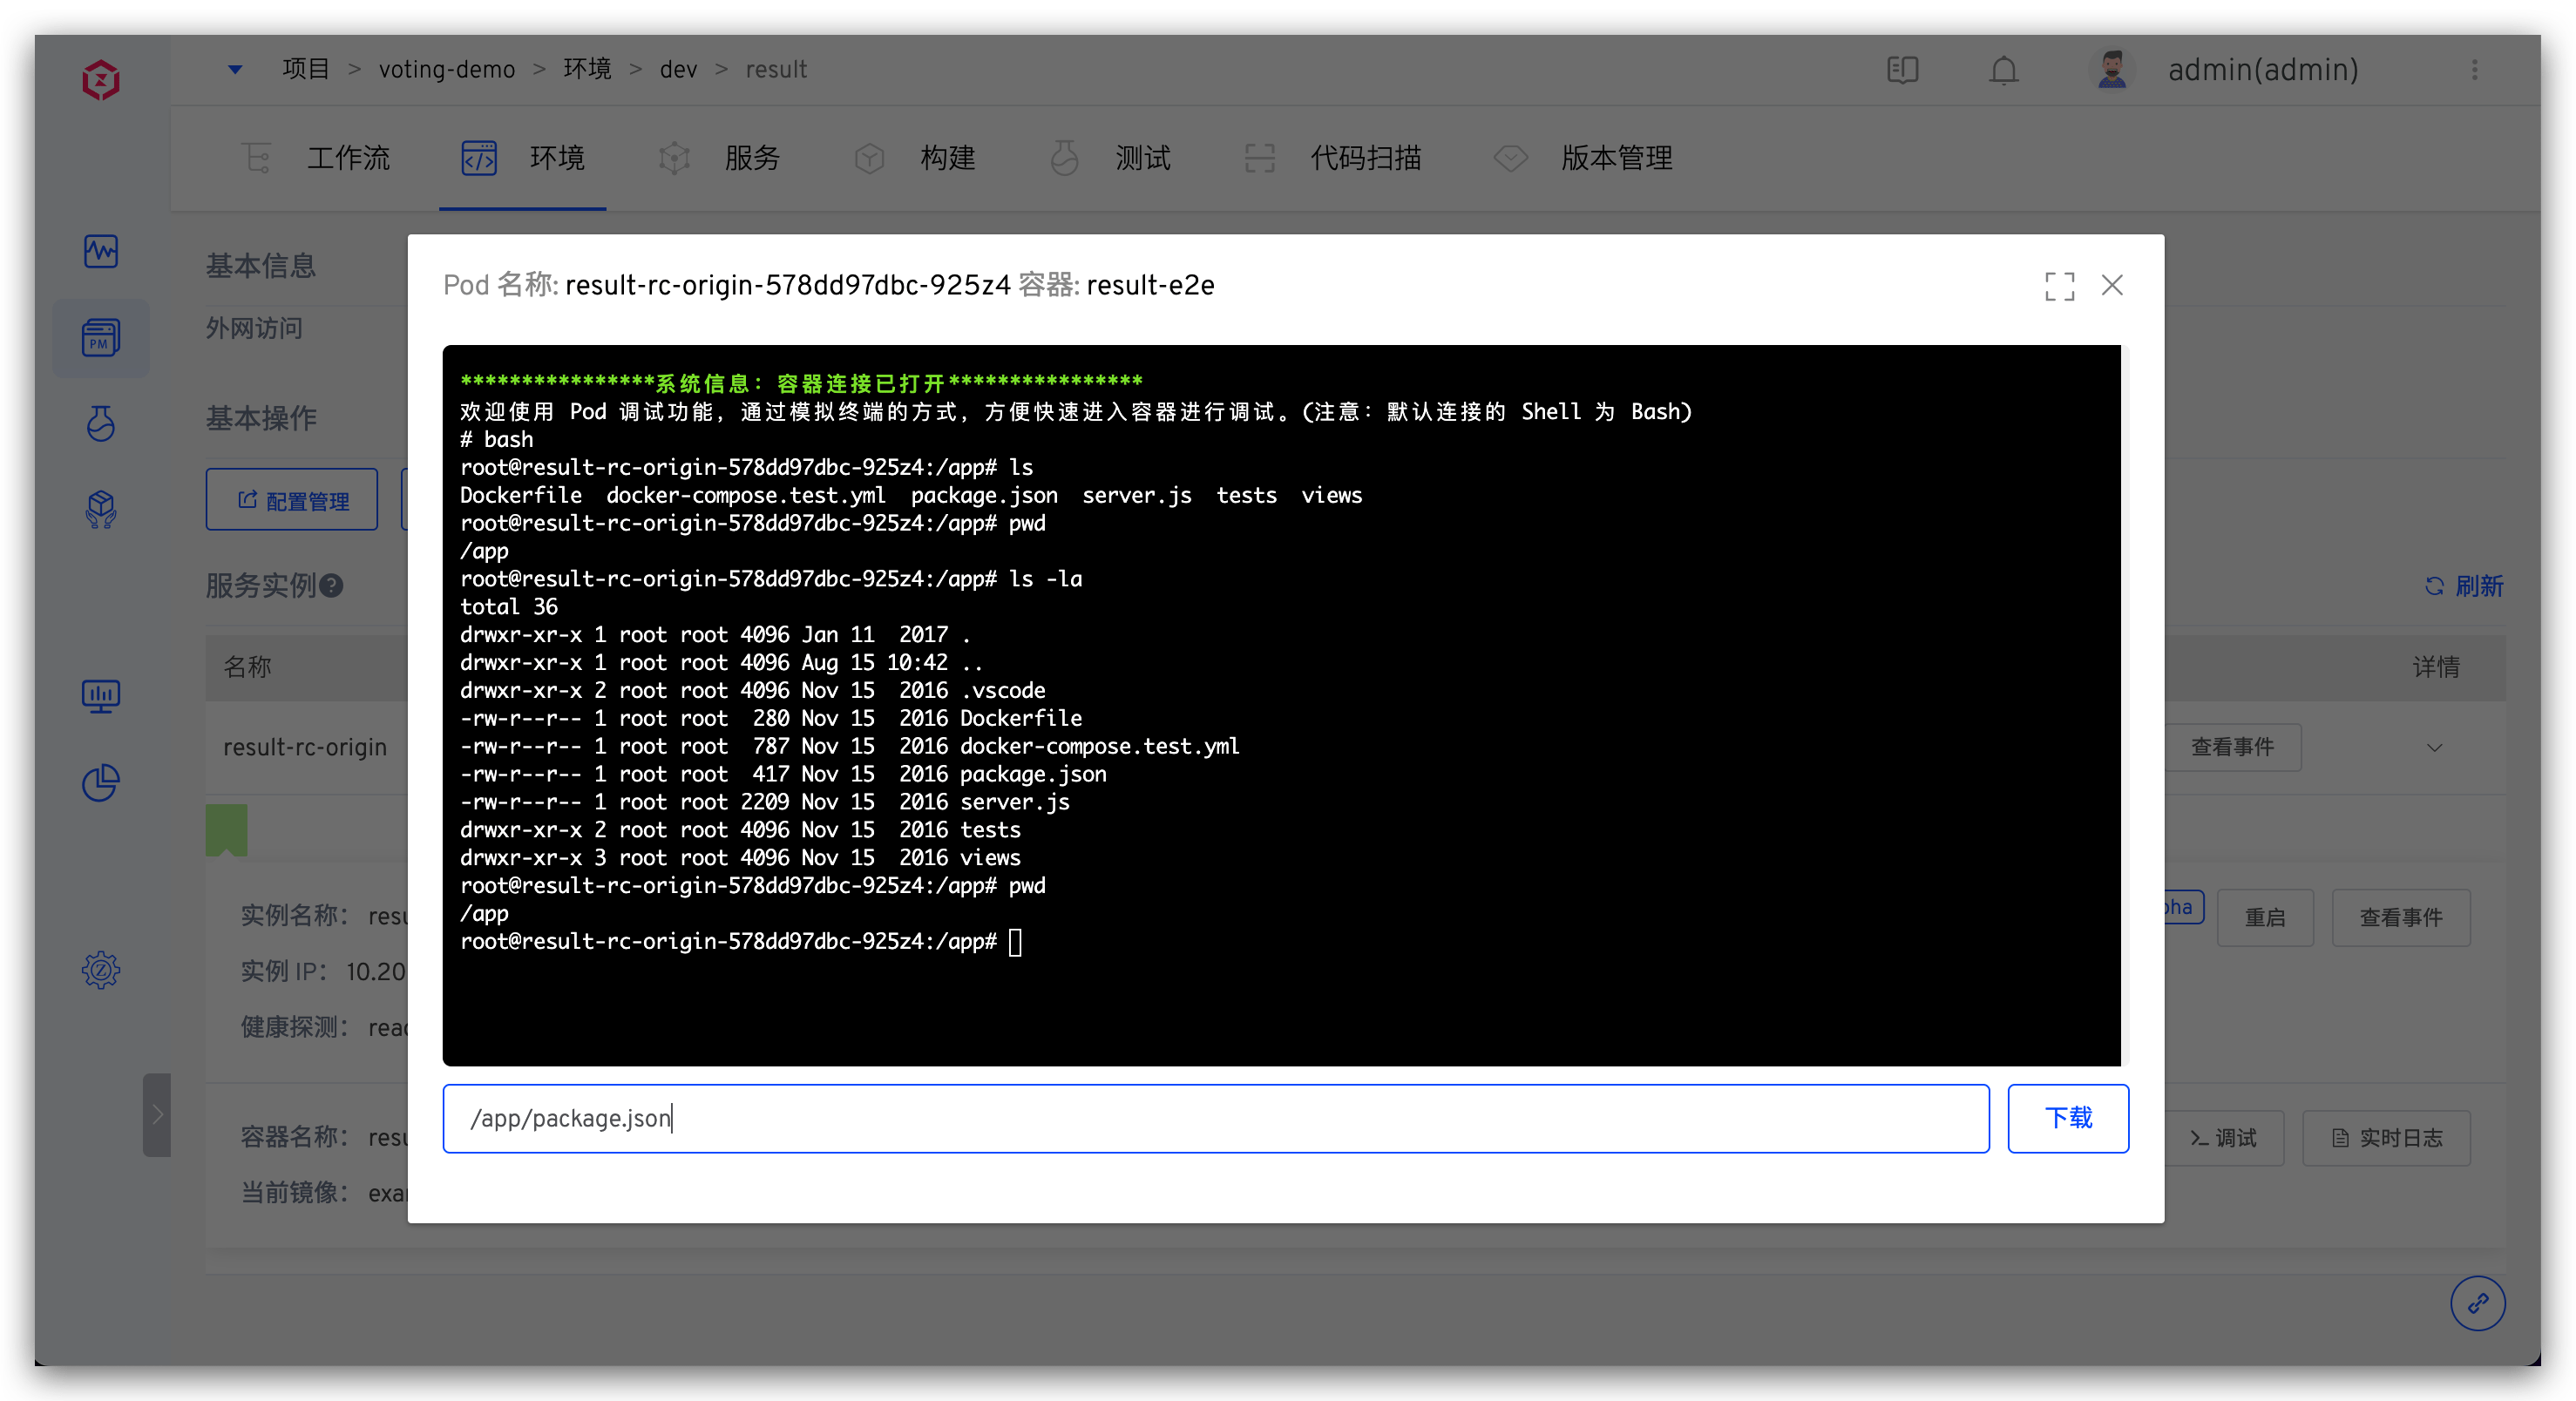 项目 > voting-demo > 环境 > dev > result
admin(admin)
工作流 环境 服务 构建 测试 代码扫描 版本管理
PM
基本信息
外网访问
基本操作
配置管理
服务实例
刷新
名称 详情
result-rc-origin 查看事件
实例名称：
重启 查看事件
实例 IP： 10.20
健康探测：
容器名称：
调试 实时日志
当前镜像：
Pod 名称: result-rc-origin-578dd97dbc-925z4 容器: result-e2e
****************系统信息：容器连接已打开****************
欢迎使用 Pod 调试功能，通过模拟终端的方式，方便快速进入容器进行调试。(注意：默认连接的 Shell 为 Bash)
# bash
root@result-rc-origin-578dd97dbc-925z4:/app# ls
Dockerfile  docker-compose.test.yml  package.json  server.js  tests  views
root@result-rc-origin-578dd97dbc-925z4:/app# pwd
/app
root@result-rc-origin-578dd97dbc-925z4:/app# ls -la
total 36
drwxr-xr-x 1 root root 4096 Jan 11  2017 .
drwxr-xr-x 1 root root 4096 Aug 15 10:42 ..
drwxr-xr-x 2 root root 4096 Nov 15  2016 .vscode
-rw-r--r-- 1 root root  280 Nov 15  2016 Dockerfile
-rw-r--r-- 1 root root  787 Nov 15  2016 docker-compose.test.yml
-rw-r--r-- 1 root root  417 Nov 15  2016 package.json
-rw-r--r-- 1 root root 2209 Nov 15  2016 server.js
drwxr-xr-x 2 root root 4096 Nov 15  2016 tests
drwxr-xr-x 3 root root 4096 Nov 15  2016 views
root@result-rc-origin-578dd97dbc-925z4:/app# pwd
/app
root@result-rc-origin-578dd97dbc-925z4:/app#
/app/package.json
下载